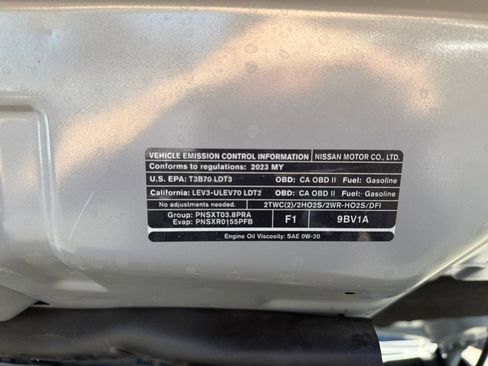 VEHICLE EMISSION CONTROL INFORMATION NISSAN MOTOR CO., LTD.
Conforms to regulations: 2023 MY
U.S. EPA: T3B70 LDT3 OBD: CA OBD II Fuel: Gasoline
California: LEV3-ULEV70 LDT2 OBD: CA OBD II Fuel: Gasoline
No adjustments needed. 2TWC(2)/2HO2S/2WR-HO2S/DFI
Group: PNSXT03.8PRA
Evap: PNSXR0155PFB
F1 9BV1A
Engine Oil Viscosity: SAE 0W-20